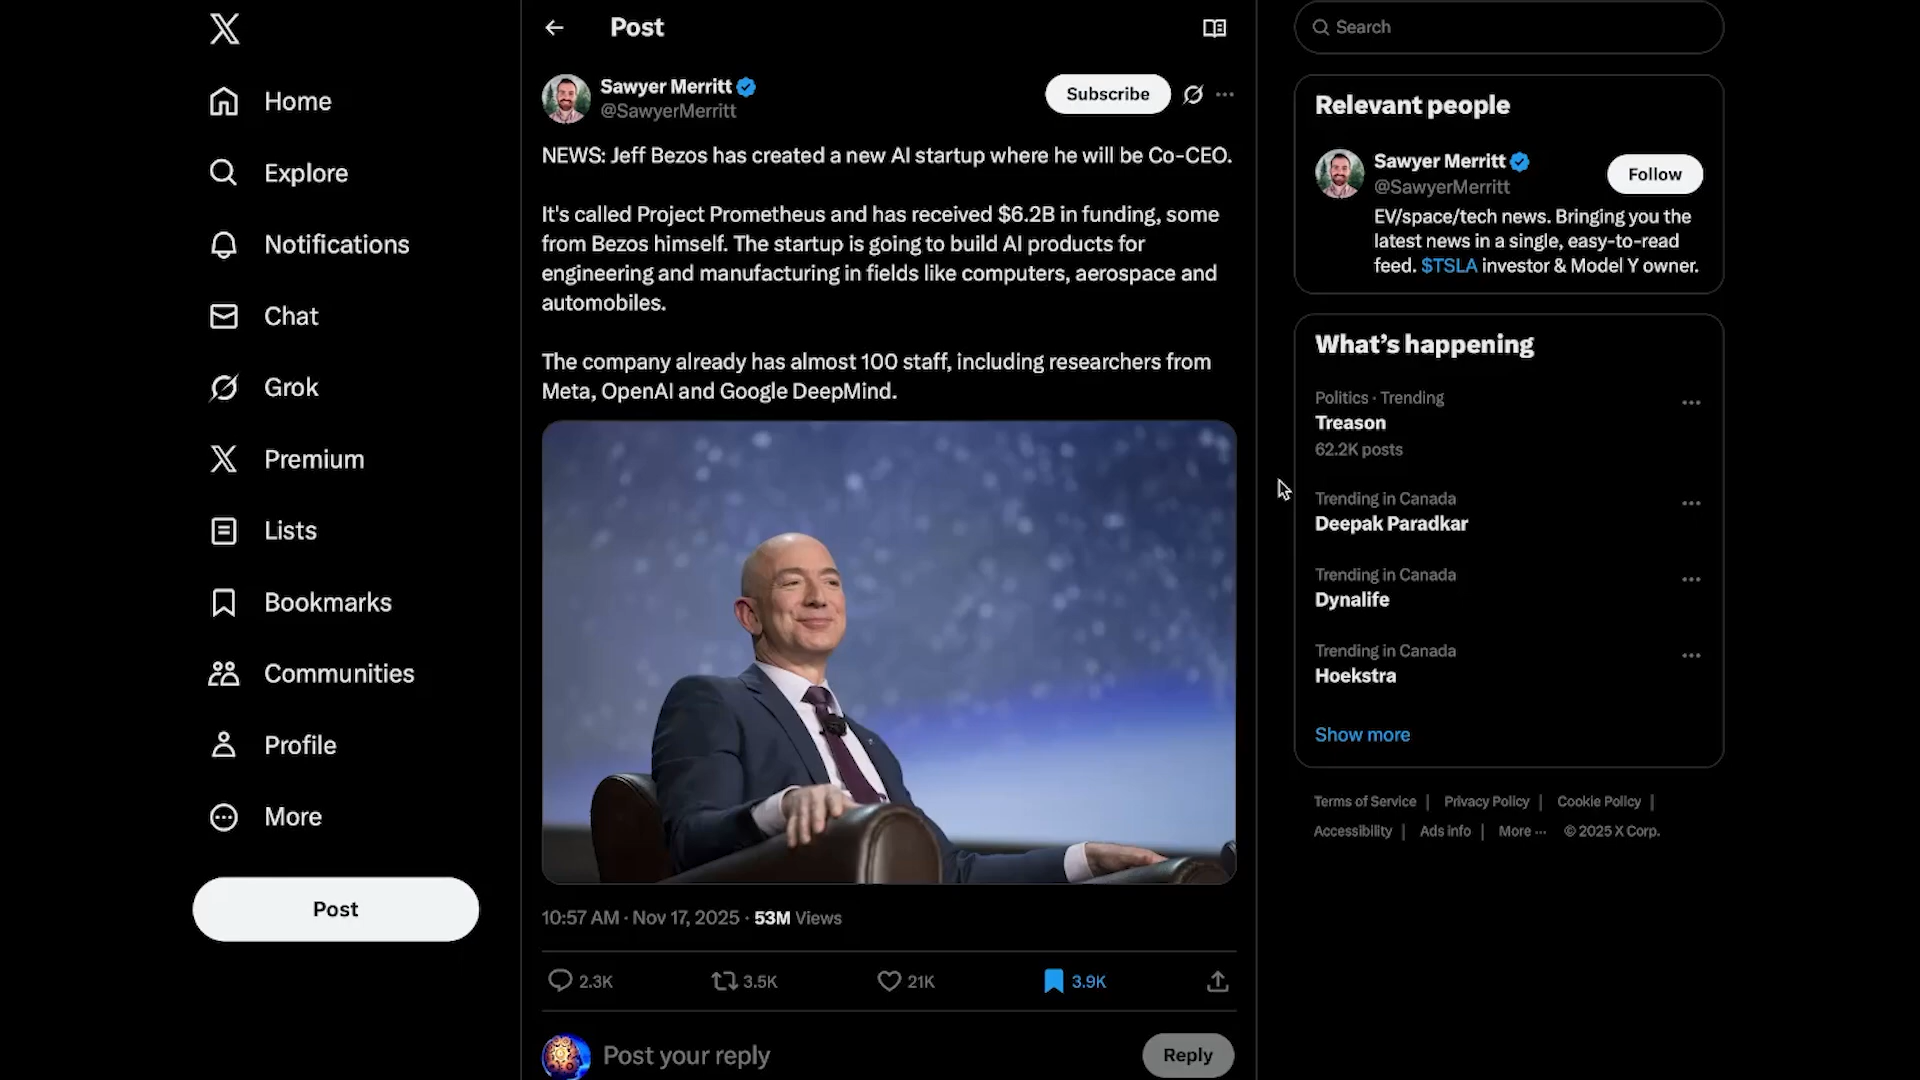 Home
Explore
Notifications
Chat
Grok
Premium
Lists
Bookmarks
Communities
Profile
More
Post
Post
Sawyer Merritt
@SawyerMerritt
Subscribe
NEWS: Jeff Bezos has created a new AI startup where he will be Co-CEO.
It's called Project Prometheus and has received $6.2B in funding, some
from Bezos himself. The startup is going to build AI products for
engineering and manufacturing in fields like computers, aerospace and
automobiles.
The company already has almost 100 staff, including researchers from
Meta, OpenAI and Google DeepMind.
10:57 AM · Nov 17, 2025 · 53M Views
2.3K 3.5K 21K 3.9K
Post your reply
Reply
Search
Relevant people
Sawyer Merritt
@SawyerMerritt
Follow
EV/space/tech news. Bringing you the
latest news in a single, easy-to-read
feed. $TSLA investor & Model Y owner.
What's happening
Politics · Trending
Treason
62.2K posts
Trending in Canada
Deepak Paradkar
Trending in Canada
Dynalife
Trending in Canada
Hoekstra
Show more
Terms of Service | Privacy Policy | Cookie Policy |
Accessibility | Ads info | More ··· © 2025 X Corp.